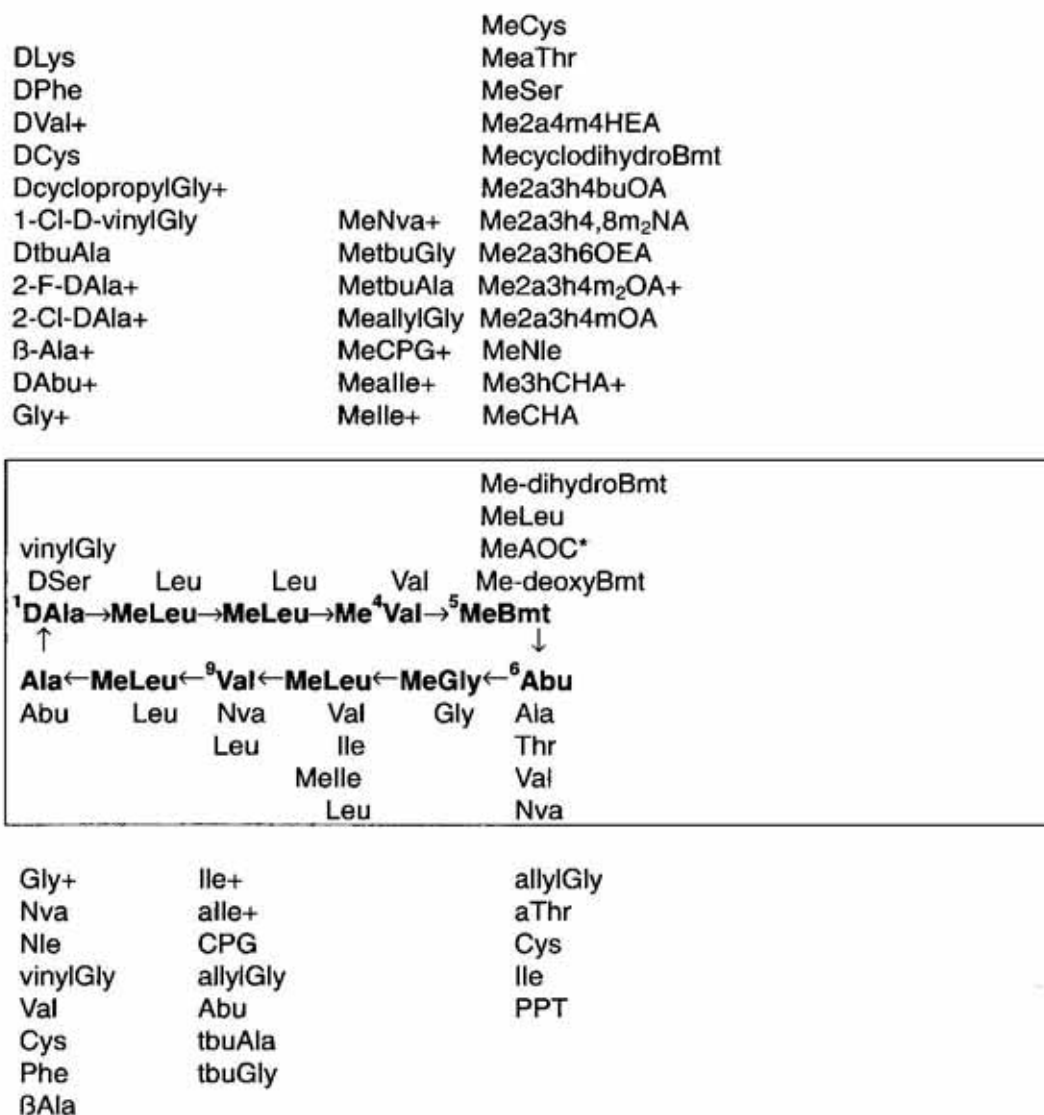 MeCys
DLys MeaThr
DPhe MeSer
DVal+ Me2a4m4HEA
DCys MecyclodihydroBmt
DcyclopropylGly+ Me2a3h4buOA
1-Cl-D-vinylGly MeNva+ Me2a3h4,8m₂NA
DtbuAla MetbuGly Me2a3h6OEA
2-F-DAla+ MetbuAla Me2a3h4m₂OA+
2-Cl-DAla+ MeallylGly Me2a3h4mOA
β-Ala+ MeCPG+ MeNle
DAbu+ MeaIle+ Me3hCHA+
Gly+ MeIle+ MeCHA
Me-dihydroBmt
MeLeu
vinylGly MeAOC*
DSer Leu Leu Val Me-deoxyBmt
¹DAla→MeLeu→MeLeu→Me⁴Val→⁵MeBmt
↑ ↓
Ala←MeLeu←⁹Val←MeLeu←MeGly←⁶Abu
Abu Leu Nva Val Gly Ala
Leu Ile Thr
MeIle Val
Leu Nva
Gly+ Ile+ allylGly
Nva aIle+ aThr
Nle CPG Cys
vinylGly allylGly Ile
Val Abu PPT
Cys tbuAla
Phe tbuGly
βAla